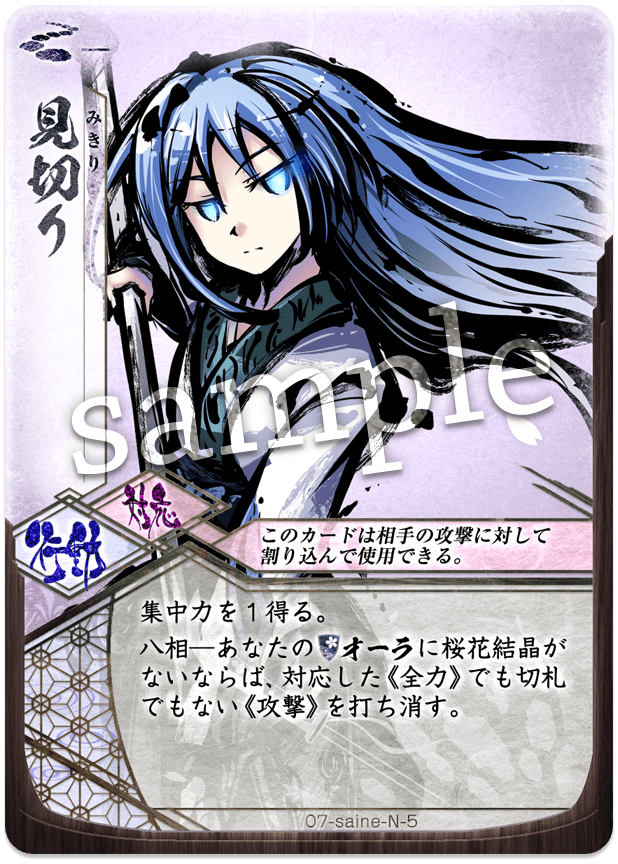 見切り
みきり
sample
対応
行動
このカードは相手の攻撃に対して
割り込んで使用できる。
集中力を1得る。
八相―あなたのオーラに桜花結晶が
ないならば、対応した《全力》でも切札
でもない《攻撃》を打ち消す。
07-saine-N-5